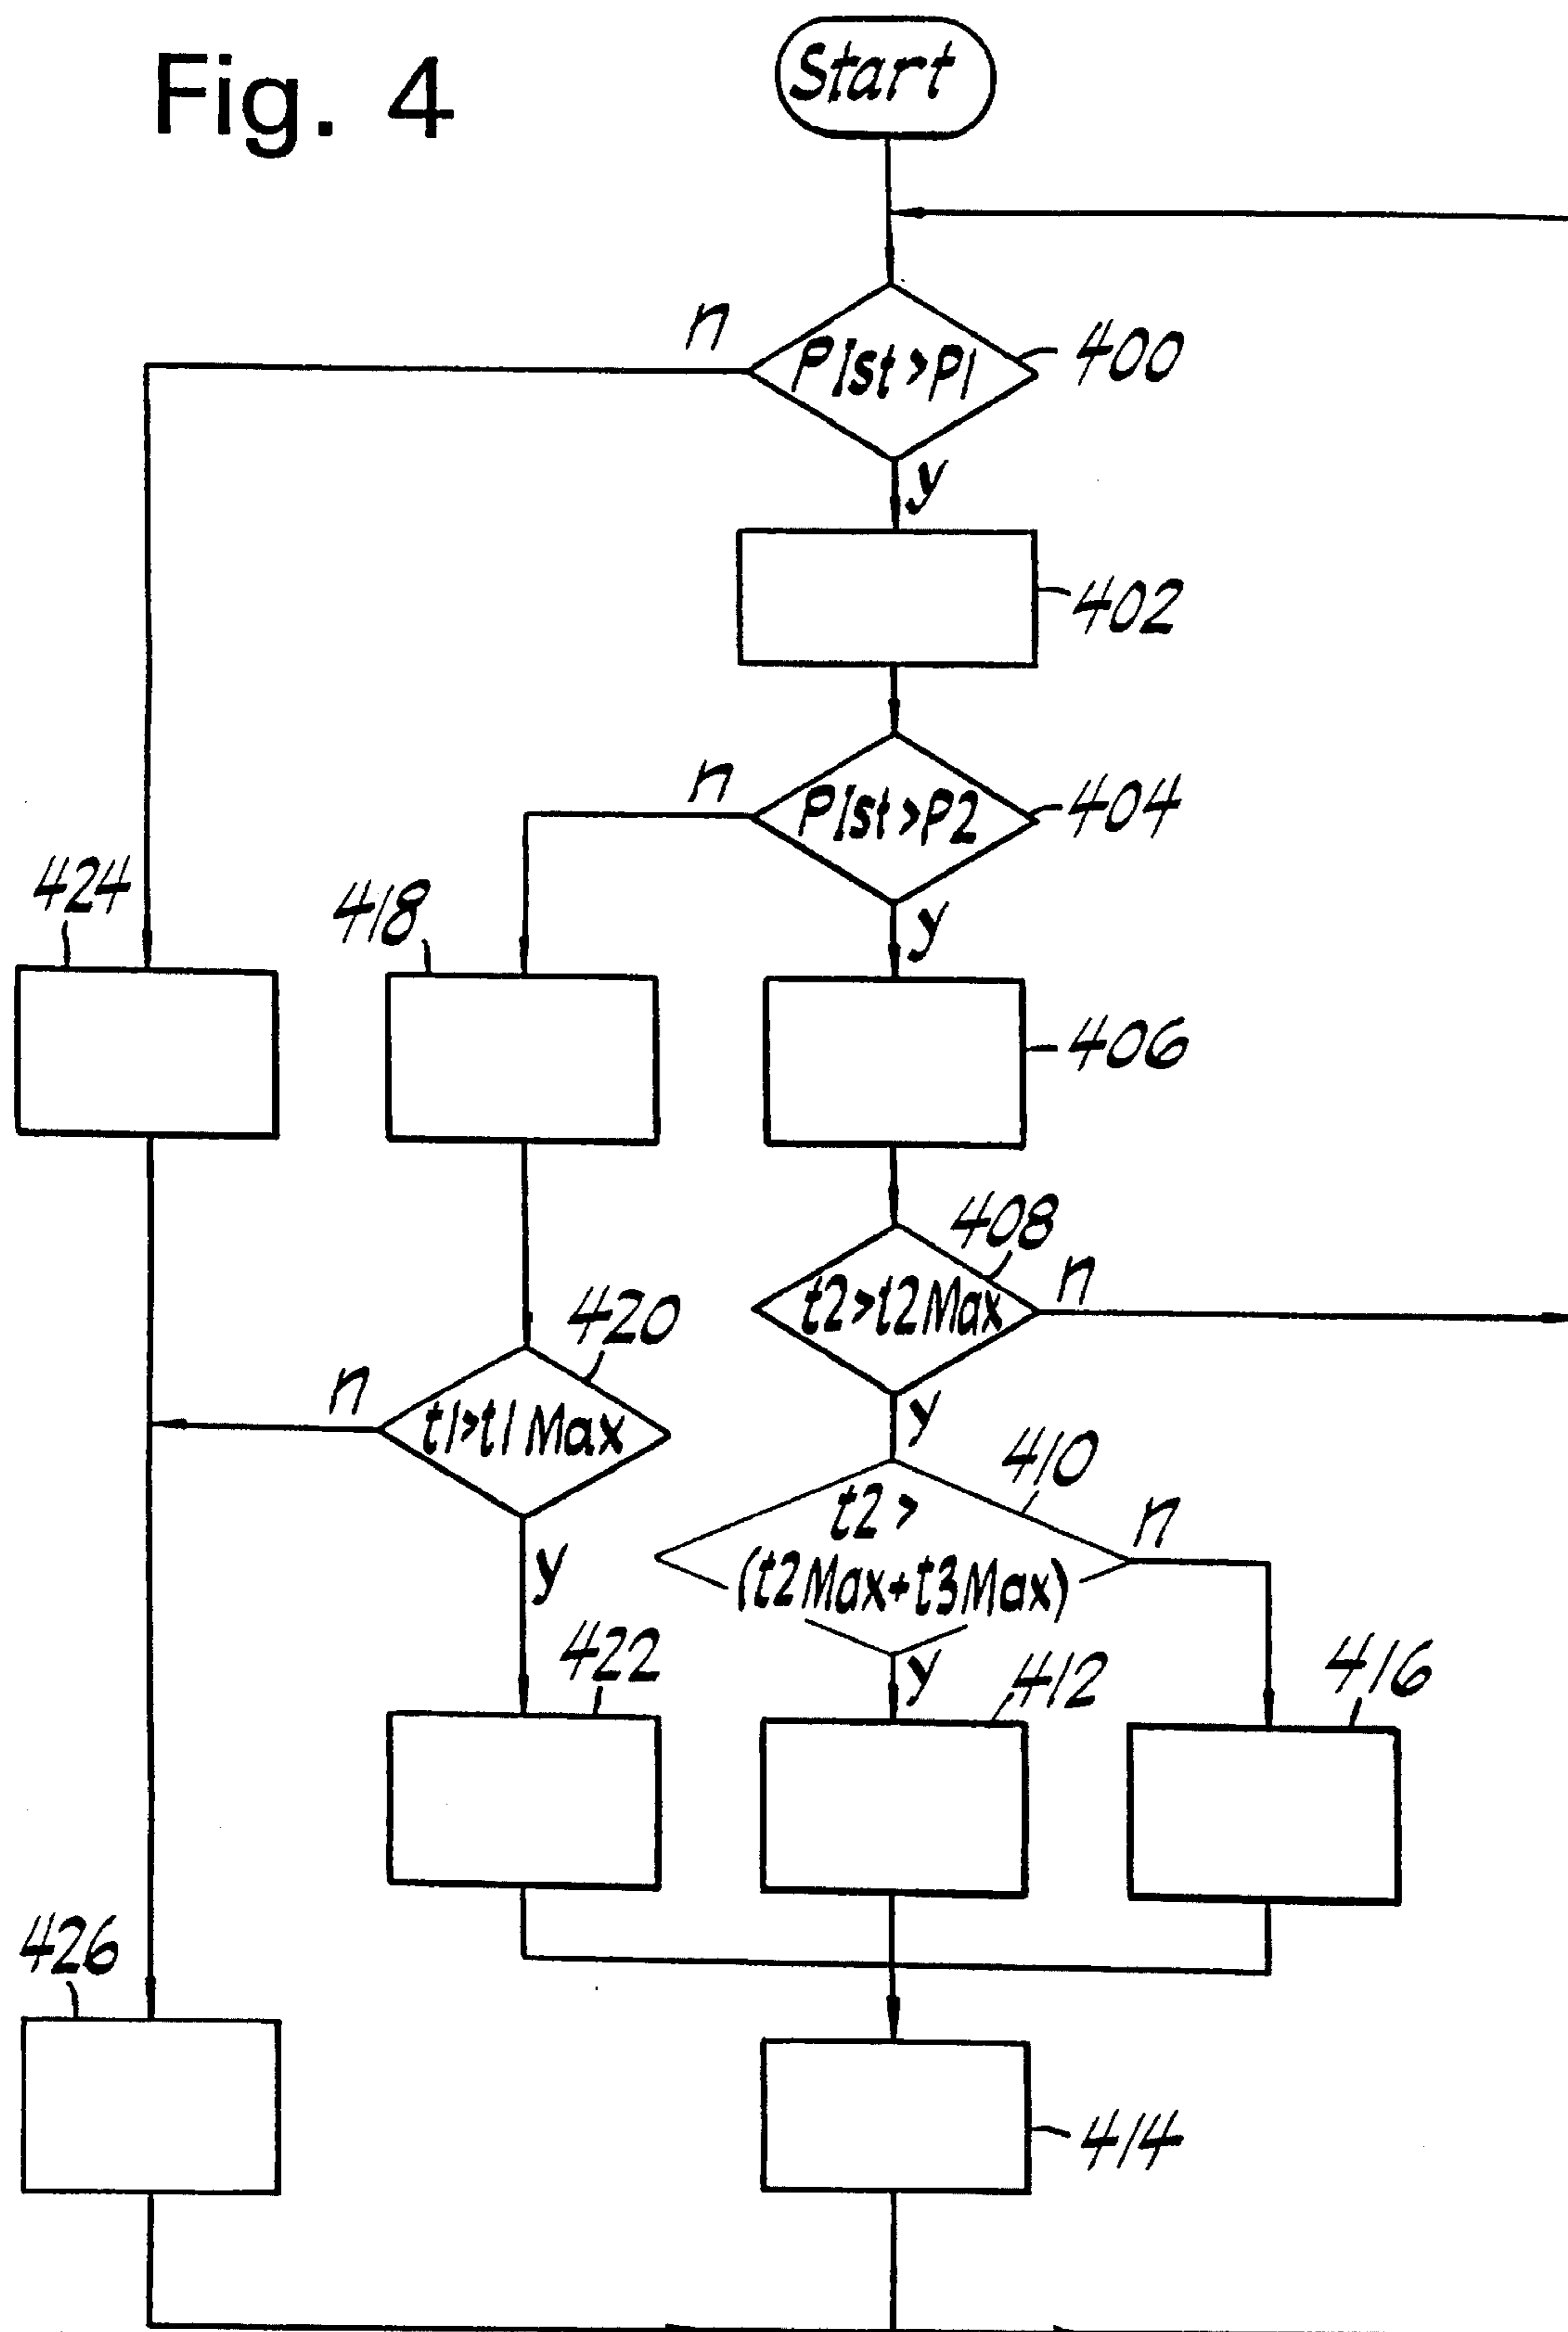 Fig. 4
Start
n
PIst>P1
400
y
402
n
PIst>P2
404
y
424
418
406
408
t2>t2Max
n
420
n
t1>t1Max
y
410
t2>
(t2Max+t3Max)
n
y
y
422
412
416
426
414